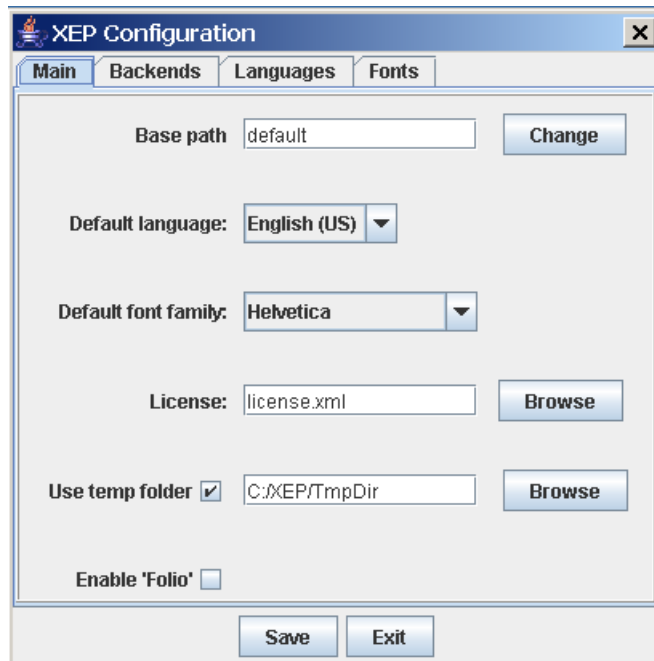 XEP Configuration
Main Backends Languages Fonts
Base path default Change
Default language: English (US)
Default font family: Helvetica
License: license.xml Browse
Use temp folder C:/XEP/TmpDir Browse
Enable 'Folio'
Save Exit